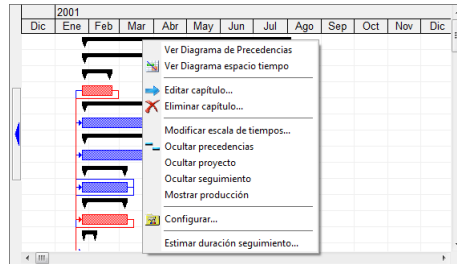 2001
Dic Ene Feb Mar Abr May Jun Jul Ago Sep Oct Nov Dic
Ver Diagrama de Precedencias
Ver Diagrama espacio tiempo
Editar capítulo...
Eliminar capítulo...
Modificar escala de tiempos...
Ocultar precedencias
Ocultar proyecto
Ocultar seguimiento
Mostrar producción
Configurar...
Estimar duración seguimiento...